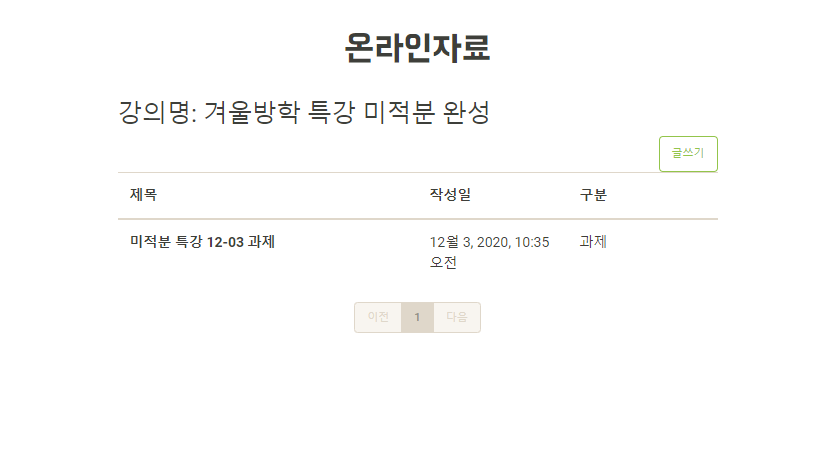 온라인자료
강의명: 겨울방학 특강 미적분 완성
글쓰기
제목 작성일 구분
미적분 특강 12-03 과제 12월 3, 2020, 10:35 과제
오전
이전 1 다음